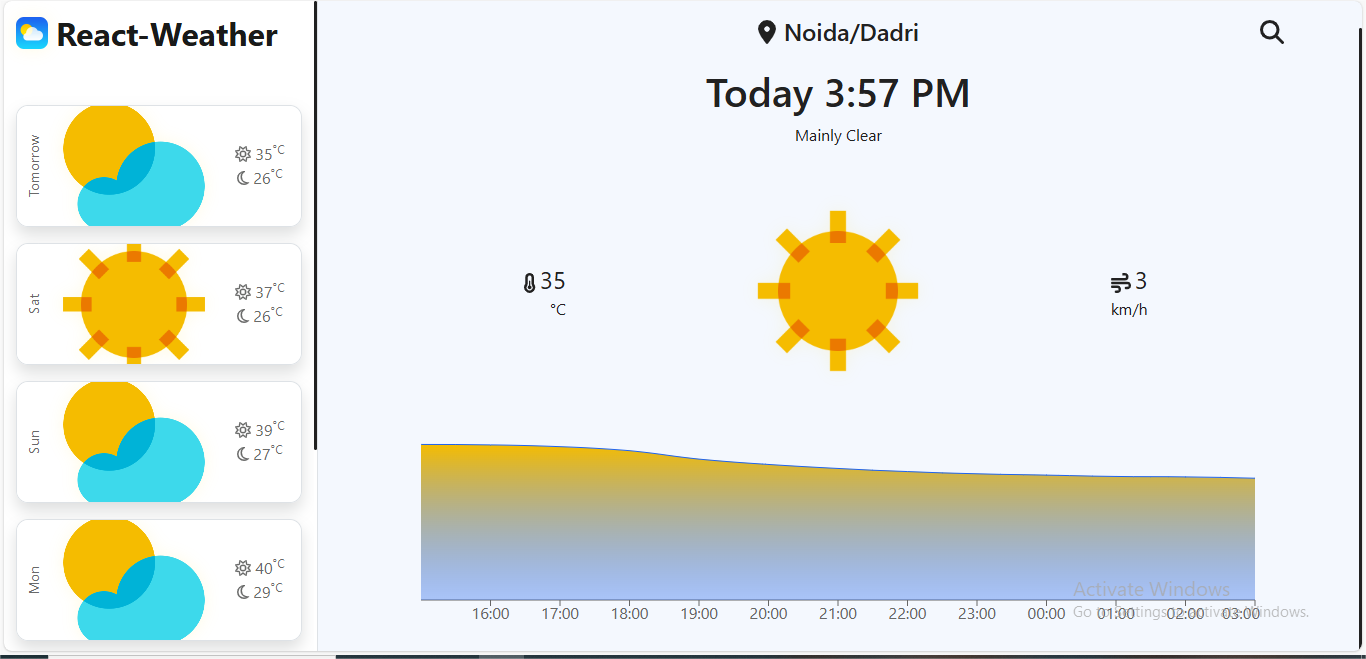 React-Weather
Tomorrow
35°C
26°C
Sat
37°C
26°C
Sun
39°C
27°C
Mon
40°C
29°C
Noida/Dadri
Today 3:57 PM
Mainly Clear
35
°C
3
km/h
16:00 17:00 18:00 19:00 20:00 21:00 22:00 23:00 00:00 01:00 02:00 03:00
Activate Windows
Go to Settings to activate Windows.